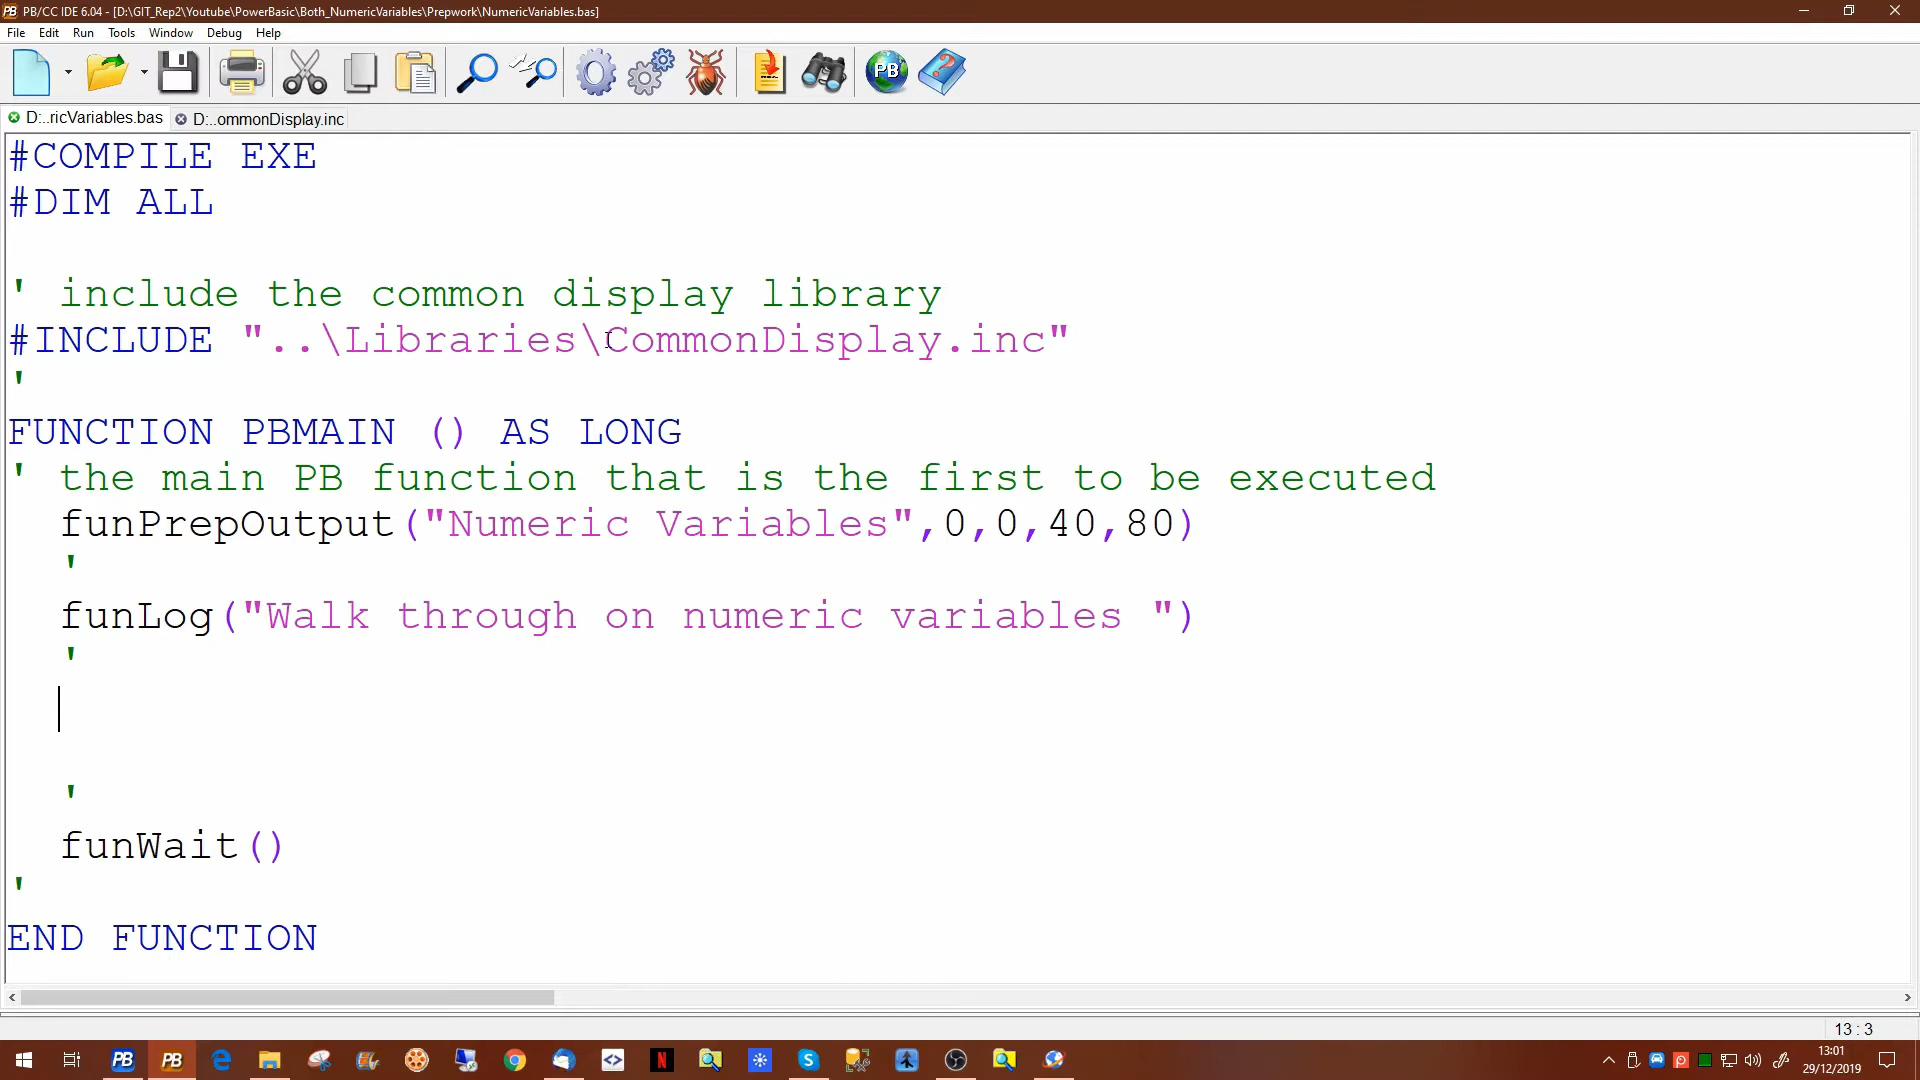 PB/CC IDE 6.04 - [D:\GIT_Rep2\Youtube\PowerBasic\Both_NumericVariables\Prepwork\NumericVariables.bas]
File Edit Run Tools Window Debug Help
PB
D:..ricVariables.bas D:..ommonDisplay.inc
#COMPILE EXE
#DIM ALL
' include the common display library
#INCLUDE "..\Libraries\CommonDisplay.inc"
'
FUNCTION PBMAIN () AS LONG
' the main PB function that is the first to be executed
funPrepOutput("Numeric Variables",0,0,40,80)
'
funLog("Walk through on numeric variables ")
'
'
funWait()
'
END FUNCTION
13 : 3
PB PB
13:01
29/12/2019